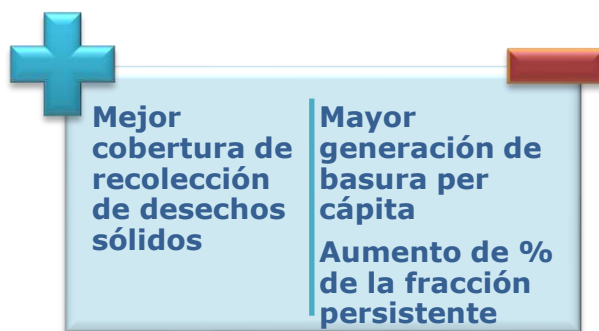 Mejor
cobertura de
recolección
de desechos
sólidos
Mayor
generación de
basura per
cápita
Aumento de %
de la fracción
persistente